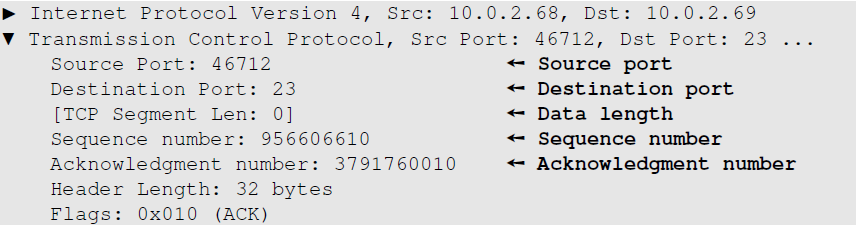 ▶ Internet Protocol Version 4, Src: 10.0.2.68, Dst: 10.0.2.69
▼ Transmission Control Protocol, Src Port: 46712, Dst Port: 23 ...
Source Port: 46712 ← Source port
Destination Port: 23 ← Destination port
[TCP Segment Len: 0] ← Data length
Sequence number: 956606610 ← Sequence number
Acknowledgment number: 3791760010 ← Acknowledgment number
Header Length: 32 bytes
Flags: 0x010 (ACK)